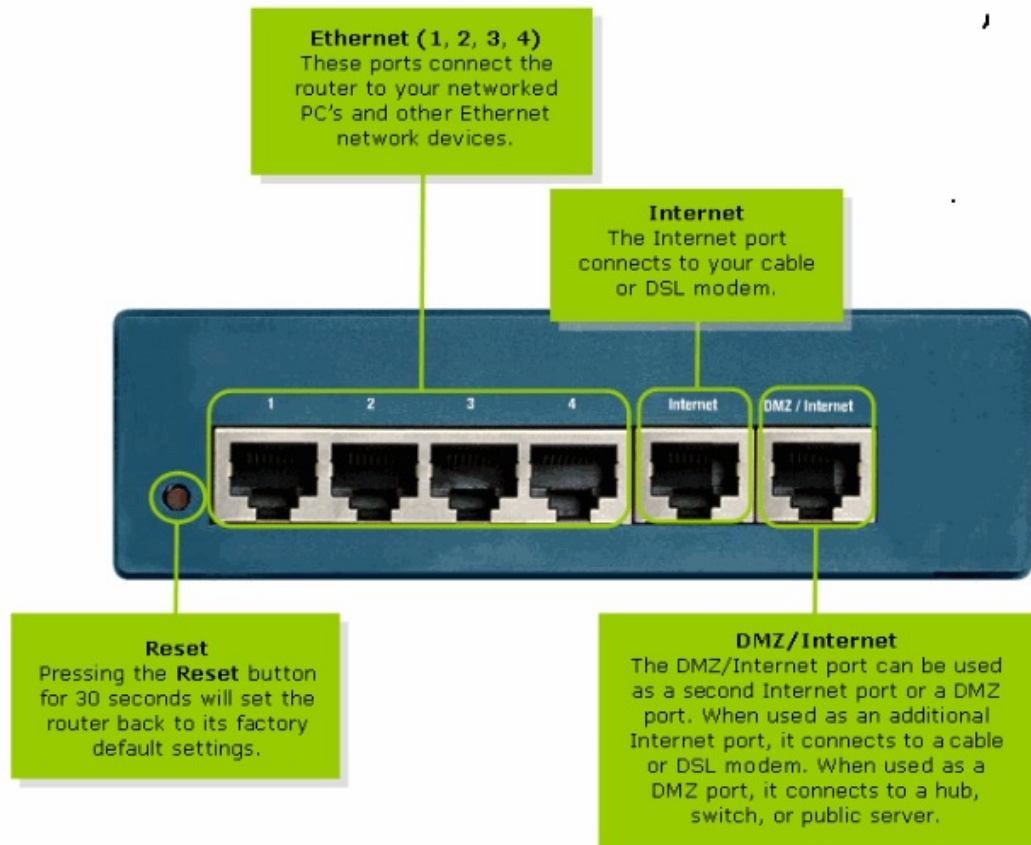 Ethernet (1, 2, 3, 4)
These ports connect the
router to your networked
PC's and other Ethernet
network devices.
Internet
The Internet port
connects to your cable
or DSL modem.
1 2 3 4 Internet DMZ / Internet
Reset
Pressing the Reset button
for 30 seconds will set the
router back to its factory
default settings.
DMZ/Internet
The DMZ/Internet port can be used
as a second Internet port or a DMZ
port. When used as an additional
Internet port, it connects to a cable
or DSL modem. When used as a
DMZ port, it connects to a hub,
switch, or public server.